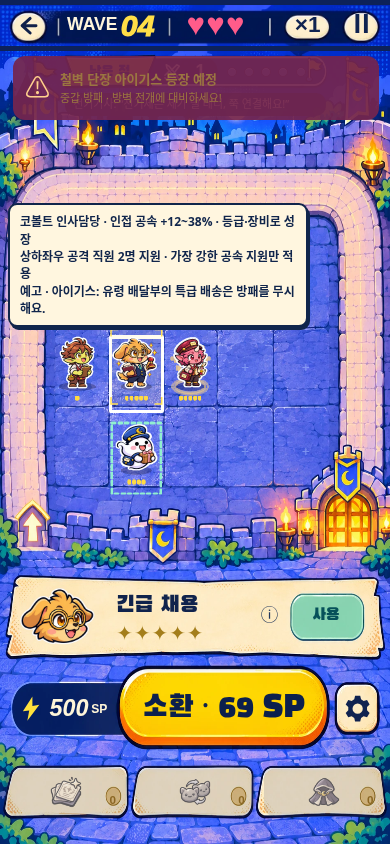 WAVE 04
×1
철벽 단장 아이기스 등장 예정
중갑 방패 · 방벽 전개에 대비하세요!
코볼트 인사담당 · 인접 공속 +12~38% · 등급·장비로 성
장
상하좌우 공격 직원 2명 지원 · 가장 강한 공속 지원만 적
용
예고 · 아이기스: 유령 배달부의 특급 배송은 방패를 무시
해요.
긴급 채용
사용
500 SP
소환 · 69 SP
0
0
0